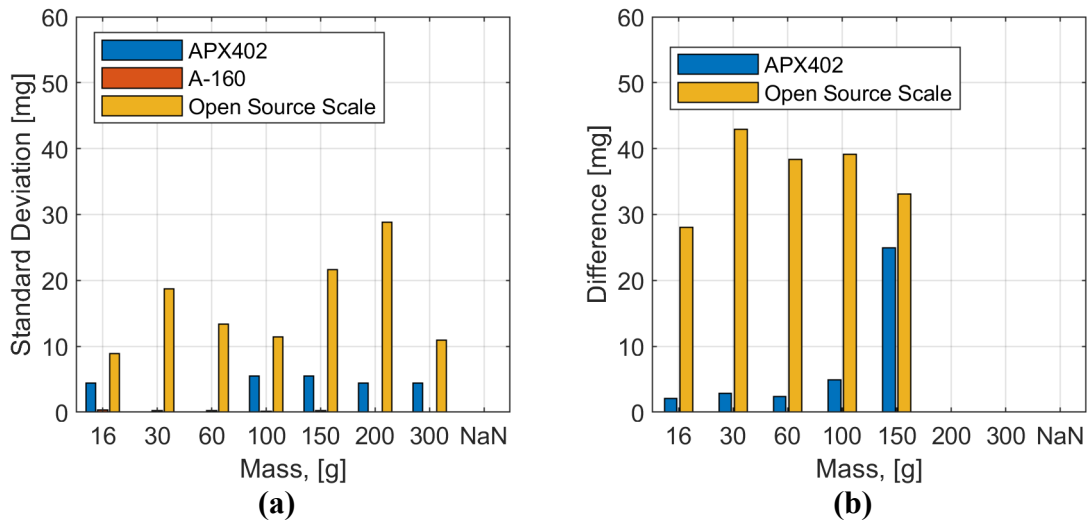 60
50
40
30
20
10
0
Standard Deviation [mg]
APX402
A-160
Open Source Scale
16 30 60 100 150 200 300 NaN
Mass, [g]
(a)
60
50
40
30
20
10
0
Difference [mg]
APX402
Open Source Scale
16 30 60 100 150 200 300 NaN
Mass, [g]
(b)